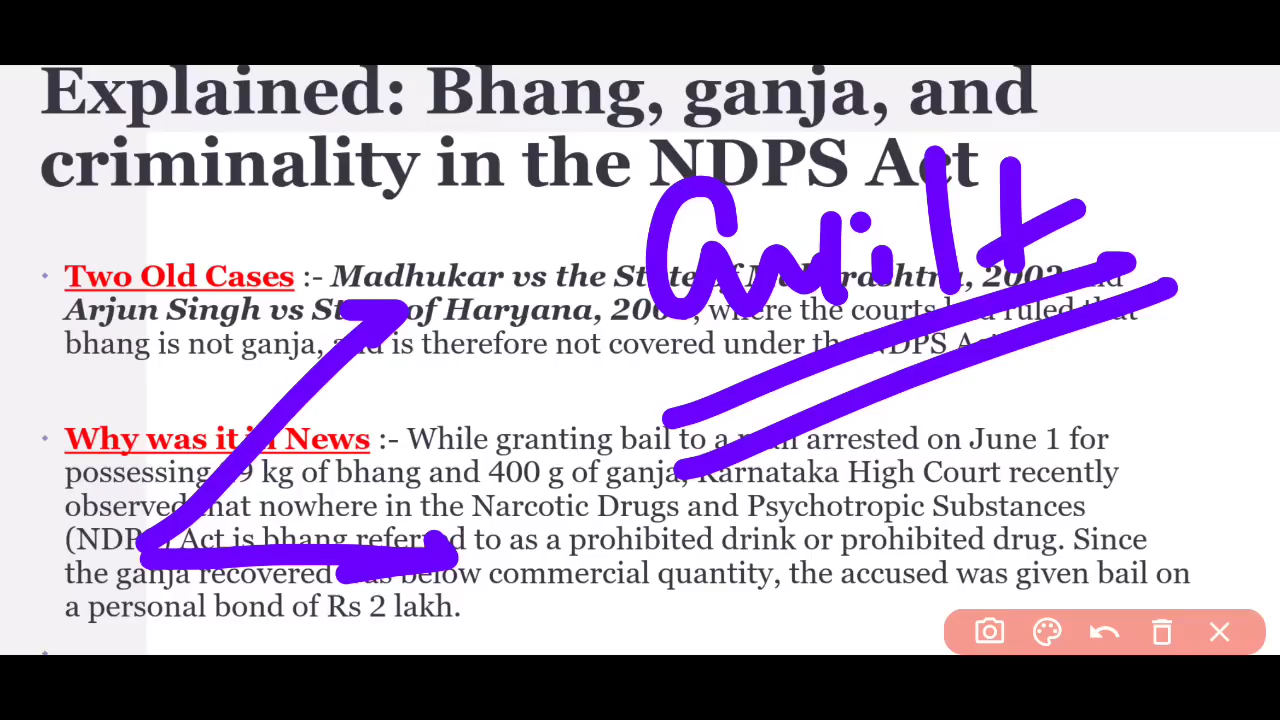 Explained: Bhang, ganja, and
criminality in the NDPS Act
Guilt
Two Old Cases :- Madhukar vs the State of Maharashtra, 2002 and
Arjun Singh vs State of Haryana, where the courts had ruled that
bhang is not ganja, and is therefore not covered under the NDPS Act.
Why was it in News :- While granting bail to a man arrested on June 1 for
possessing kg of bhang and 400 g of ganja, Karnataka High Court recently
observed that nowhere in the Narcotic Drugs and Psychotropic Substances
(NDPS) Act is bhang referred to as a prohibited drink or prohibited drug. Since
the ganja recovered was below commercial quantity, the accused was given bail on
a personal bond of Rs 2 lakh.